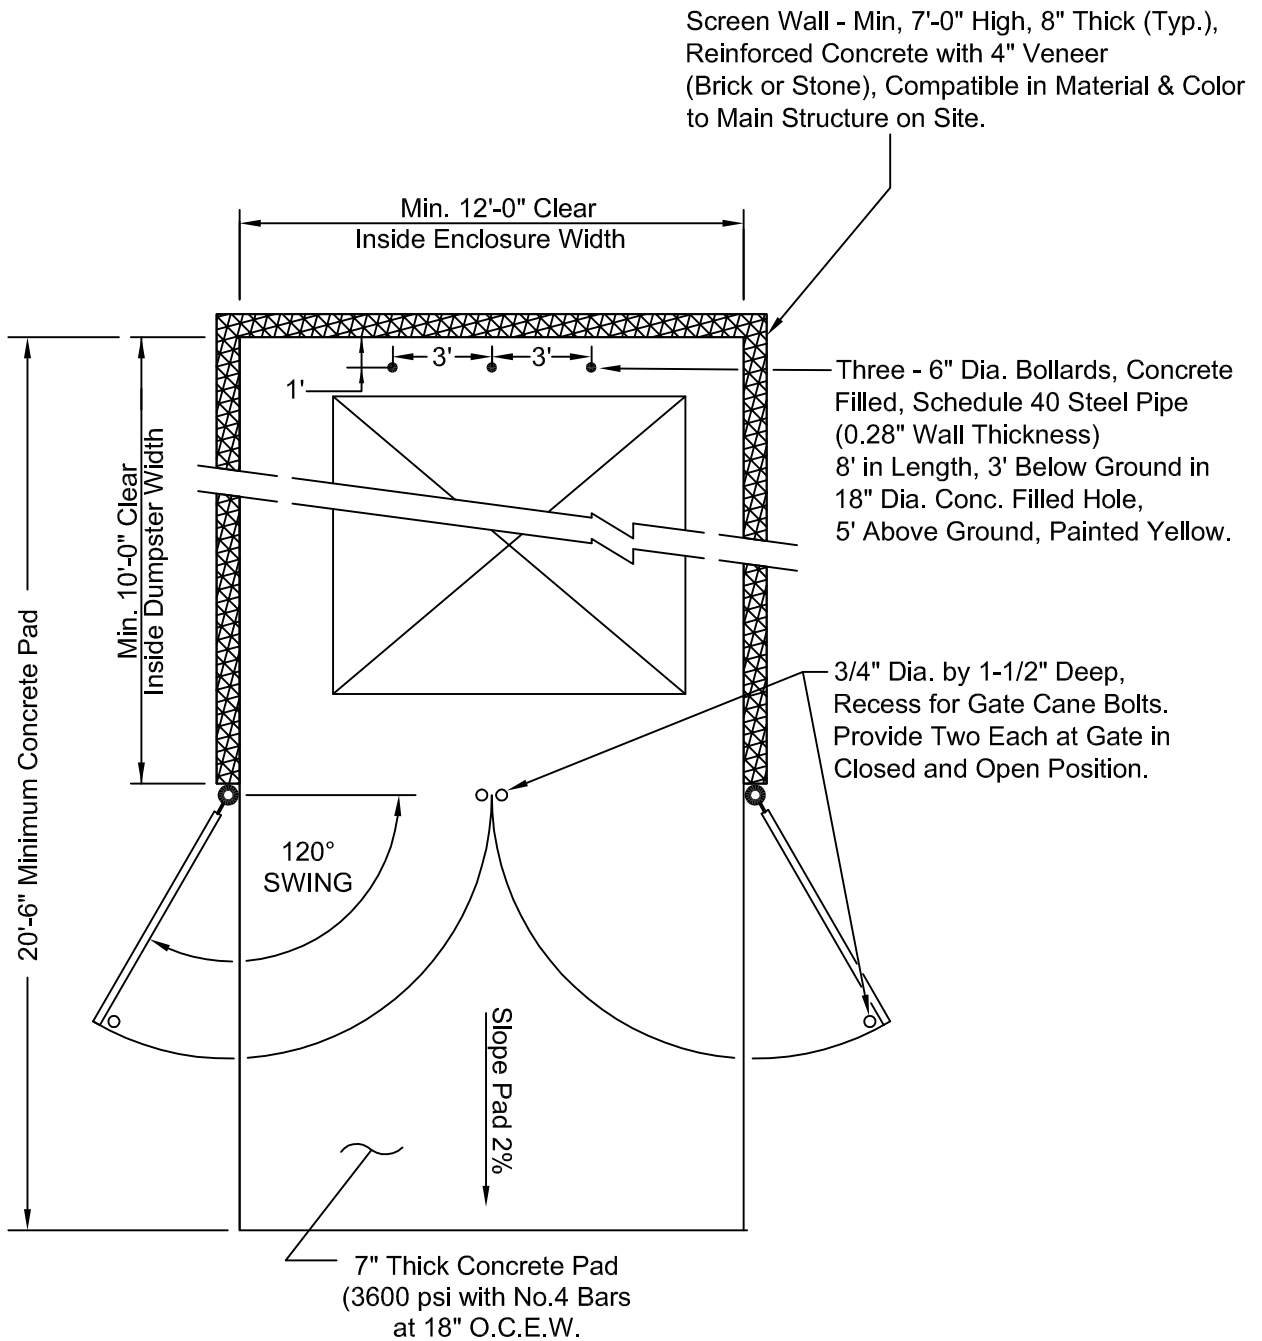 Screen Wall - Min, 7'-0" High, 8" Thick (Typ.),
Reinforced Concrete with 4" Veneer
(Brick or Stone), Compatible in Material & Color
to Main Structure on Site.
Min. 12'-0" Clear
Inside Enclosure Width
3'
3'
1'
Three - 6" Dia. Bollards, Concrete
Filled, Schedule 40 Steel Pipe
(0.28" Wall Thickness)
8' in Length, 3' Below Ground in
18" Dia. Conc. Filled Hole,
5' Above Ground, Painted Yellow.
Min. 10'-0" Clear
Inside Dumpster Width
20'-6" Minimum Concrete Pad
3/4" Dia. by 1-1/2" Deep,
Recess for Gate Cane Bolts.
Provide Two Each at Gate in
Closed and Open Position.
120°
SWING
Slope Pad 2%
7" Thick Concrete Pad
(3600 psi with No.4 Bars
at 18" O.C.E.W.